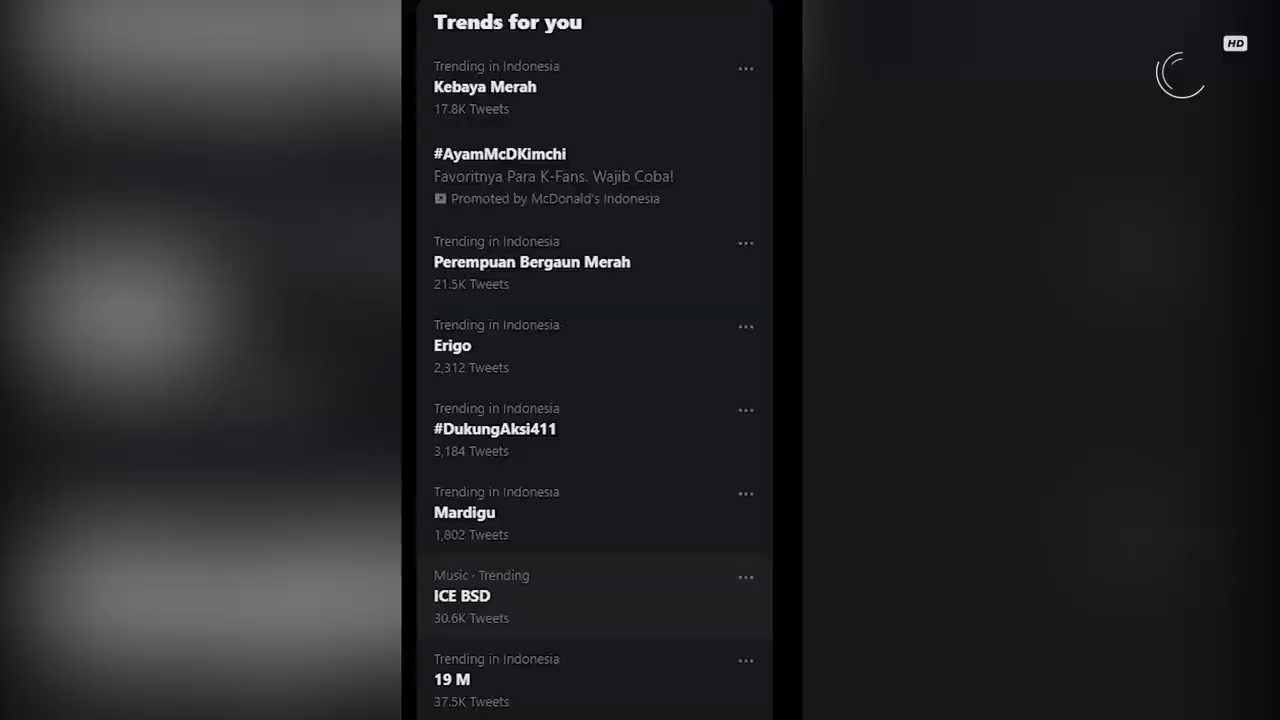 Trends for you
HD
Trending in Indonesia
Kebaya Merah
17.8K Tweets
#AyamMcDKimchi
Favoritnya Para K-Fans. Wajib Coba!
Promoted by McDonald's Indonesia
Trending in Indonesia
Perempuan Bergaun Merah
21.5K Tweets
Trending in Indonesia
Erigo
2,312 Tweets
Trending in Indonesia
#DukungAksi411
3,184 Tweets
Trending in Indonesia
Mardigu
1,802 Tweets
Music · Trending
ICE BSD
30.6K Tweets
Trending in Indonesia
19 M
37.5K Tweets